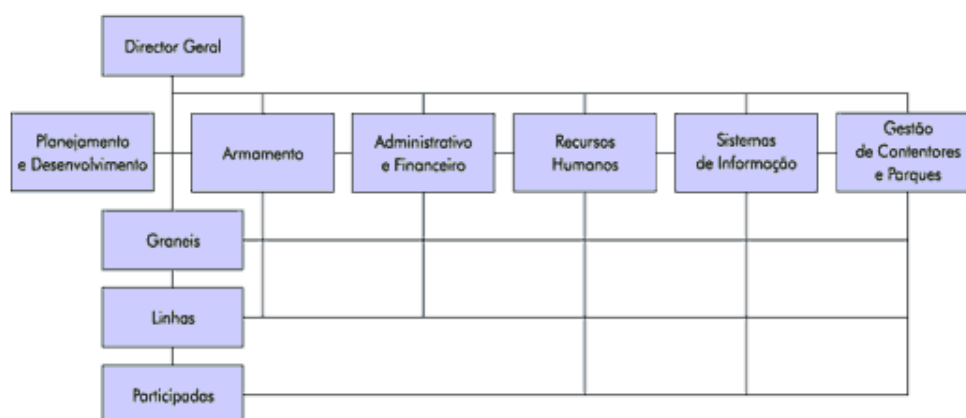 Director Geral
Planejamento
e Desenvolvimento
Armamento
Administrativo
e Financeiro
Recursos
Humanos
Sistemas
de Informação
Gestão
de Contentores
e Parques
Graneis
Linhas
Participadas